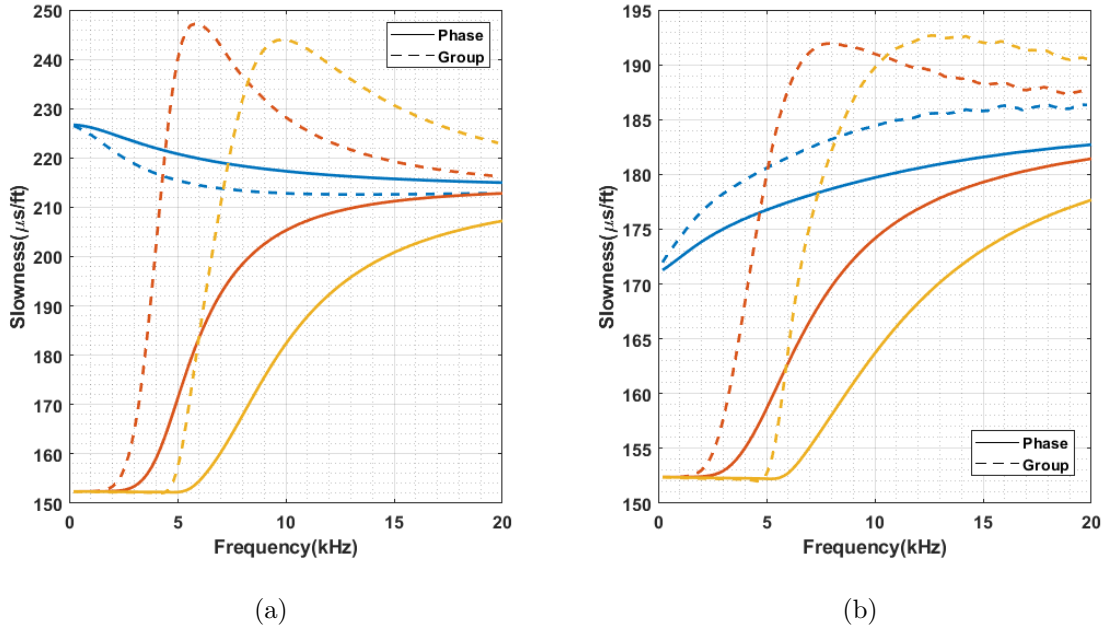 250
240
230
220
210
200
190
180
170
160
150
Slowness(μs/ft)
0 5 10 15 20
Frequency(kHz)
Phase
Group
(a)
195
190
185
180
175
170
165
160
155
150
Slowness(μs/ft)
0 5 10 15 20
Frequency(kHz)
Phase
Group
(b)